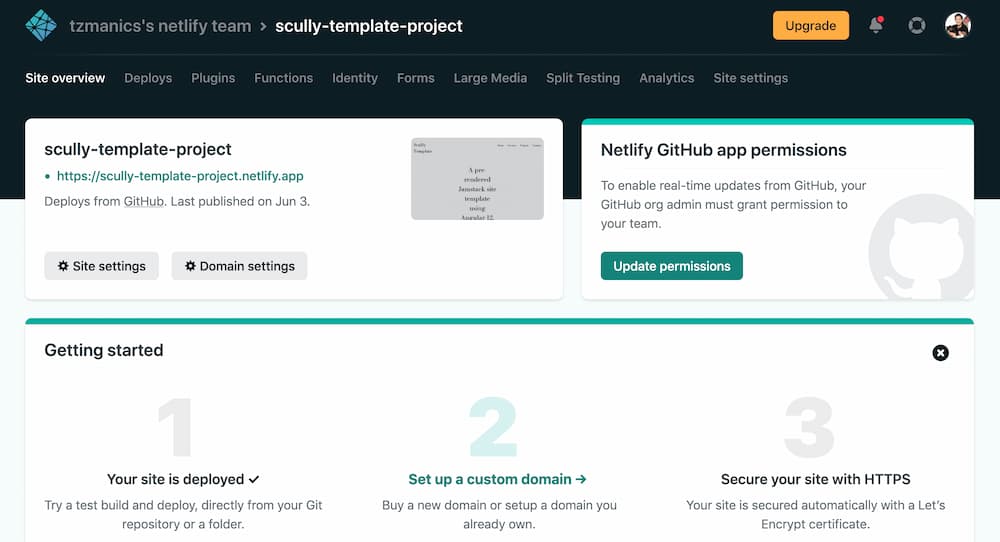 tzmanics's netlify team > scully-template-project
Upgrade
Site overview Deploys Plugins Functions Identity Forms Large Media Split Testing Analytics Site settings
scully-template-project
https://scully-template-project.netlify.app
Deploys from GitHub. Last published on Jun 3.
Site settings
Domain settings
Scully
Template
A pre
rendered
Jamstack site
template
using
Angular 12,
Netlify GitHub app permissions
To enable real-time updates from GitHub, your
GitHub org admin must grant permission to
your team.
Update permissions
Getting started
1
Your site is deployed ✓
Try a test build and deploy, directly from your Git
repository or a folder.
2
Set up a custom domain →
Buy a new domain or setup a domain you
already own.
3
Secure your site with HTTPS
Your site is secured automatically with a Let's
Encrypt certificate.